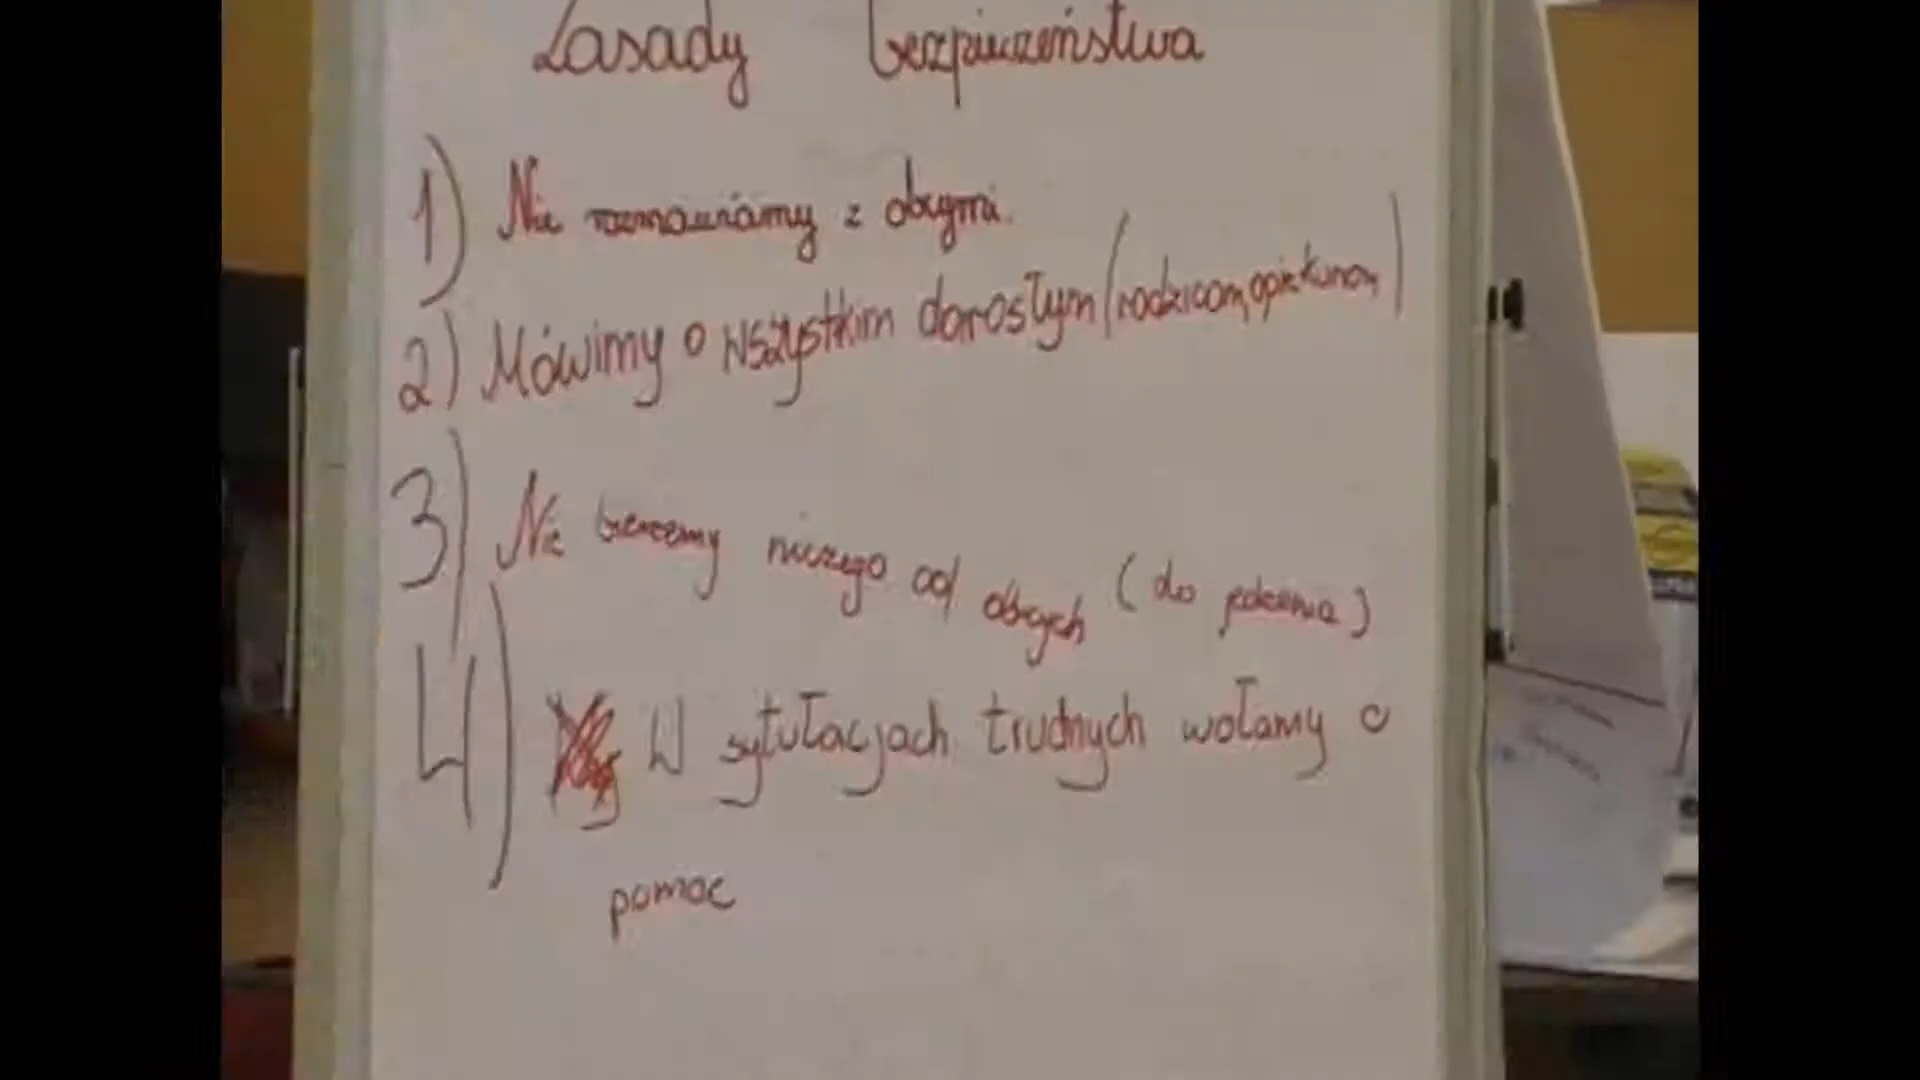 Zasady bezpieczeństwa
1) Nie rozmawiamy z obcymi.
2) Mówimy o wszystkim dorosłym (rodzicom, opiekunom)
3) Nie bierzemy niczego od obcych (do jedzenia)
4) W sytułacjach trudnych wołamy o
pomoc